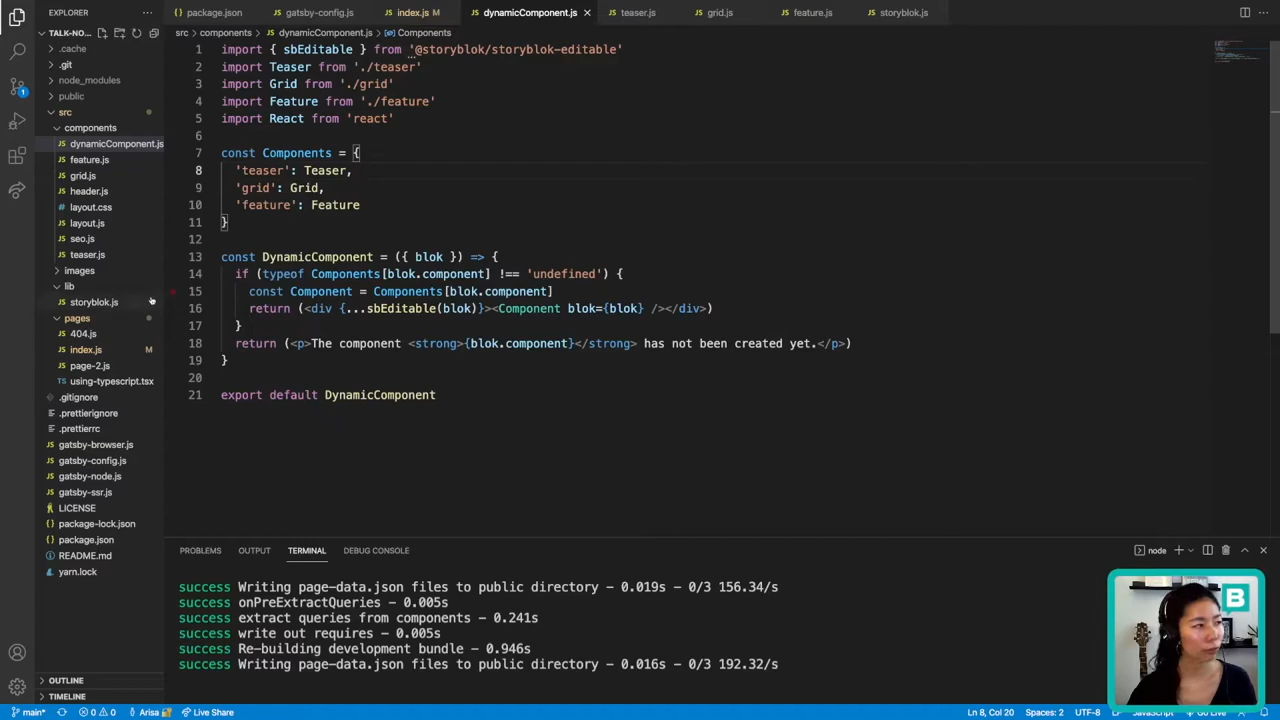 EXPLORER
package.json
gatsby-config.js
index.js M
dynamicComponent.js
teaser.js
grid.js
feature.js
storyblok.js
TALK-NO...
src > components > dynamicComponent.js > Components
.cache
.git
node_modules
public
src
components
dynamicComponent.js
feature.js
grid.js
header.js
layout.css
layout.js
seo.js
teaser.js
images
lib
storyblok.js
pages
404.js
index.js M
page-2.js
using-typescript.tsx
.gitignore
.prettierignore
.prettierrc
gatsby-browser.js
gatsby-config.js
gatsby-node.js
gatsby-ssr.js
LICENSE
package-lock.json
package.json
README.md
yarn.lock
OUTLINE
TIMELINE
1 import { sbEditable } from '@storyblok/storyblok-editable'
2 import Teaser from './teaser'
3 import Grid from './grid'
4 import Feature from './feature'
5 import React from 'react'
6
7 const Components = {
8 'teaser': Teaser,
9 'grid': Grid,
10 'feature': Feature
11 }
12
13 const DynamicComponent = ({ blok }) => {
14 if (typeof Components[blok.component] !== 'undefined') {
15 const Component = Components[blok.component]
16 return (<div {...sbEditable(blok)}><Component blok={blok} /></div>)
17 }
18 return (<p>The component <strong>{blok.component}</strong> has not been created yet.</p>)
19 }
20
21 export default DynamicComponent
PROBLEMS OUTPUT TERMINAL DEBUG CONSOLE
node
success Writing page-data.json files to public directory - 0.019s - 0/3 156.34/s
success onPreExtractQueries - 0.005s
success extract queries from components - 0.241s
success write out requires - 0.005s
success Re-building development bundle - 0.946s
success Writing page-data.json files to public directory - 0.016s - 0/3 192.32/s
B
main* 0 0 Arisa Live Share
Ln 8, Col 20 Spaces: 2 UTF-8 LF JavaScript Go Live